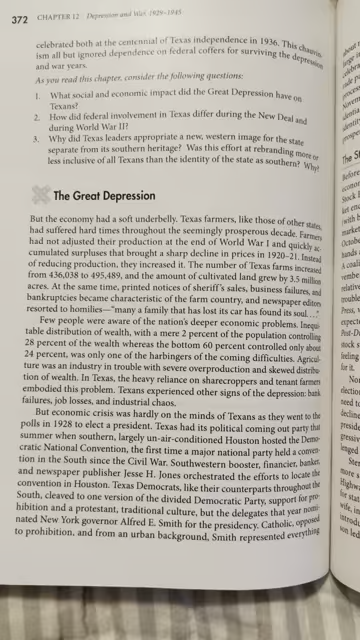 372 CHAPTER 12 Depression and War, 1929–1945
celebrated both at the centennial of Texas independence in 1936. This chauvin
ism all but ignored dependence on federal coffers for surviving the depression
and war years.
As you read this chapter, consider the following questions:
1. What social and economic impact did the Great Depression have on
Texas?
2. How did federal involvement in Texas differ during the New Deal and
during World War II?
3. Why did Texas leaders appropriate a new, western image for the state
separate from its southern heritage? Was this effort at rebranding more or
less inclusive of all Texans than the identity of the state as southern? Why?
The Great Depression
But the economy had a soft underbelly. Texas farmers, like those of other states,
had suffered hard times throughout the seemingly prosperous decade. Farmers
had not adjusted their production at the end of World War I and quickly ac-
cumulated surpluses that brought a sharp decline in prices in 1920–21. Instead
of reducing production, they increased it. The number of Texas farms increased
from 436,038 to 495,489, and the amount of cultivated land grew by 3.5 million
acres. At the same time, printed notices of sheriff's sales, business failures, and
bankruptcies became characteristic of the farm country, and newspaper editors
resorted to homilies—"many a family that has lost its car has found its soul. . . ."
Few people were aware of the nation's deeper economic problems. Inequi-
table distribution of wealth, with a mere 2 percent of the population controlling
28 percent of the wealth whereas the bottom 60 percent controlled only about
24 percent, was only one of the harbingers of the coming difficulties. Agricul-
ture was an industry in trouble with severe overproduction and skewed distribu-
tion of wealth. In Texas, the heavy reliance on sharecroppers and tenant farmers
embodied this problem. Texans experienced other signs of the depression: bank
failures, job losses, and industrial chaos.
But economic crisis was hardly on the minds of Texans as they went to the
polls in 1928 to elect a president. Texas had its political coming out party that
summer when southern, largely un-air-conditioned Houston hosted the Demo-
cratic National Convention, the first time a major national party held a conven-
tion in the South since the Civil War. Southwestern booster, financier, banker,
and newspaper publisher Jesse H. Jones orchestrated the efforts to locate the
convention in Houston. Texas Democrats, like their counterparts throughout the
South, cleaved to one version of the divided Democratic Party, support for pro-
hibition and a protestant, traditional culture, but the delegates that year nomi-
nated New York governor Alfred E. Smith for the presidency. Catholic, opposed
to prohibition, and from an urban background, Smith represented everything